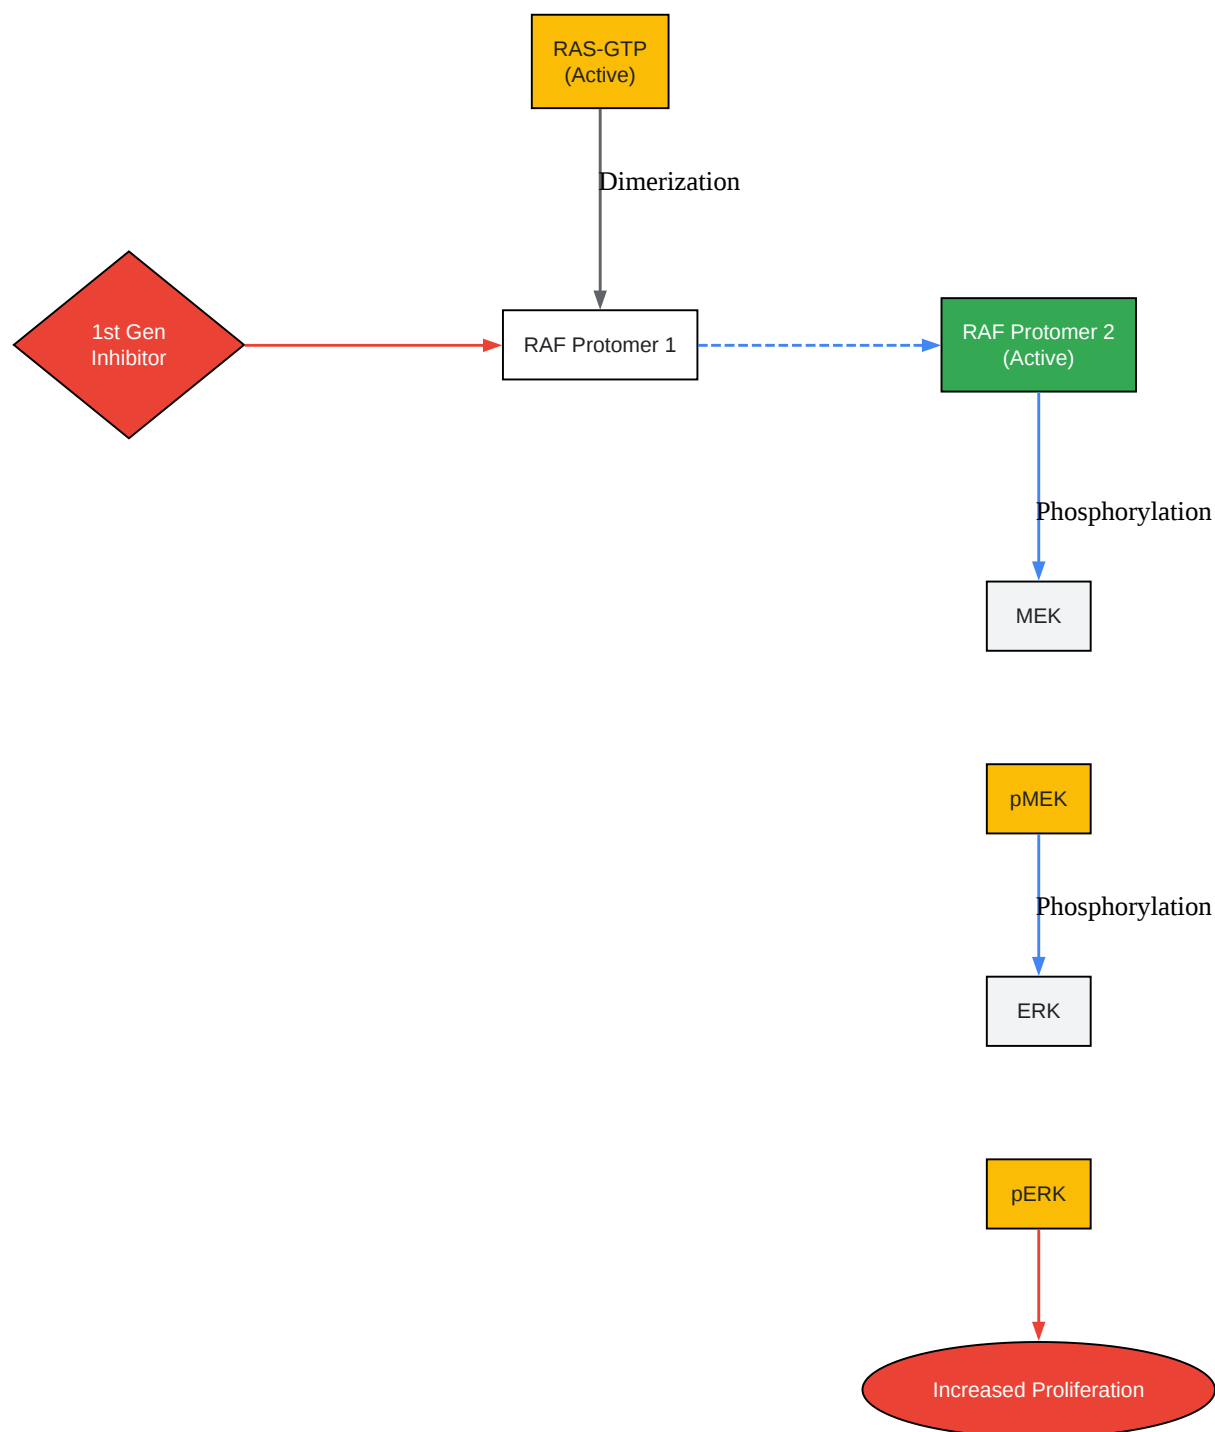 RAS-GTP
(Active)
Dimerization
1st Gen
Inhibitor
RAF Protomer 1
RAF Protomer 2
(Active)
Phosphorylation
MEK
pMEK
Phosphorylation
ERK
pERK
Increased Proliferation